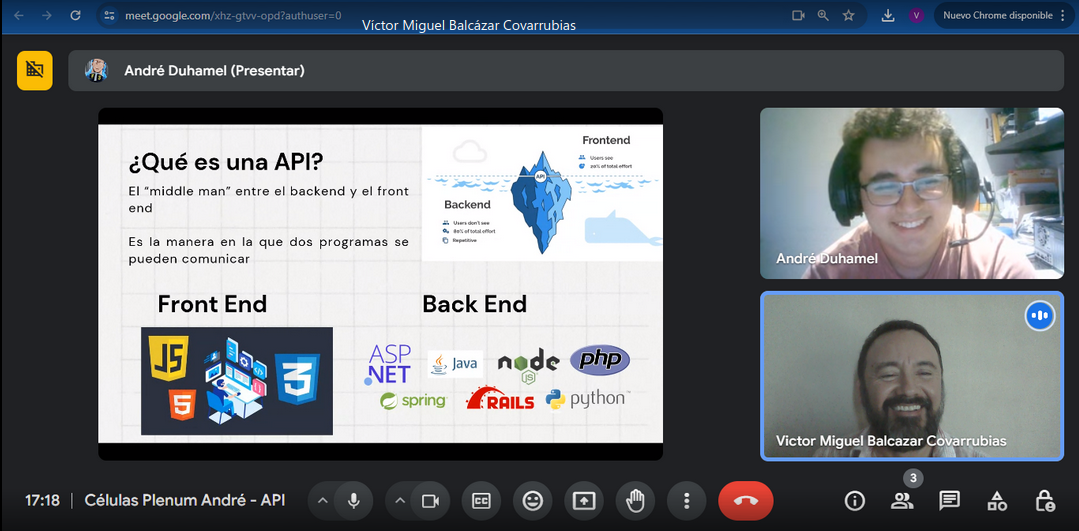 meet.google.com/xhz-gtvv-opd?authuser=0
Víctor Miguel Balcázar Covarrubias
V
Nuevo Chrome disponible
André Duhamel (Presentar)
¿Qué es una API?
El “middle man” entre el backend y el front
end
Es la manera en la que dos programas se
pueden comunicar
Frontend
Users see
20% of total effort
API
Backend
Users don't see
80% of total effort
Repetitive
Front End
Back End
JS
5
3
ASP
.NET
Java
node
JS
php
spring
RAILS
python
André Duhamel
Victor Miguel Balcazar Covarrubias
17:18 | Células Plenum André - API
CC
3